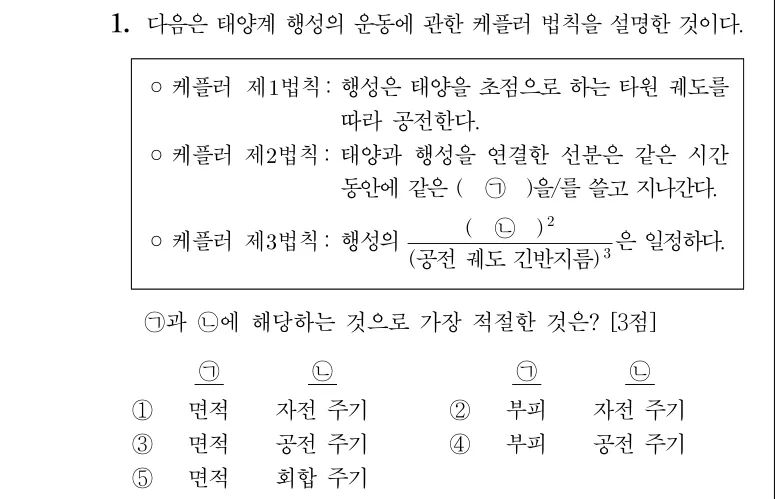 1. 다음은 태양계 행성의 운동에 관한 케플러 법칙을 설명한 것이다.
○ 케플러 제1법칙: 행성은 태양을 초점으로 하는 타원 궤도를
따라 공전한다.
○ 케플러 제2법칙: 태양과 행성을 연결한 선분은 같은 시간
동안에 같은 ( ㉠ )을/를 쓸고 지나간다.
○ 케플러 제3법칙: 행성의 ( ㉡ )² / (공전 궤도 긴반지름)³ 은 일정하다.
㉠과 ㉡에 해당하는 것으로 가장 적절한 것은? [3점]
㉠ ㉡ ㉠ ㉡
① 면적 자전 주기 ② 부피 자전 주기
③ 면적 공전 주기 ④ 부피 공전 주기
⑤ 면적 회합 주기